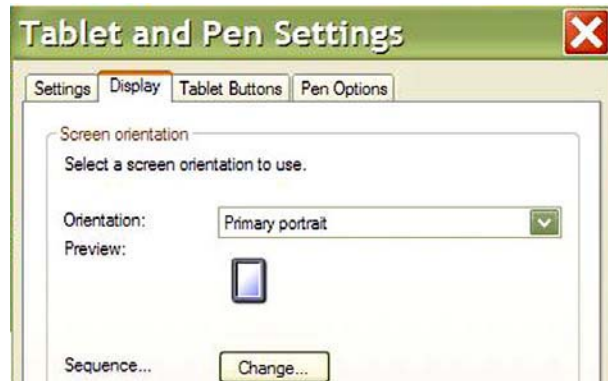 Tablet and Pen Settings
Settings Display Tablet Buttons Pen Options
Screen orientation
Select a screen orientation to use.
Orientation: Primary portrait
Preview:
Sequence... Change...